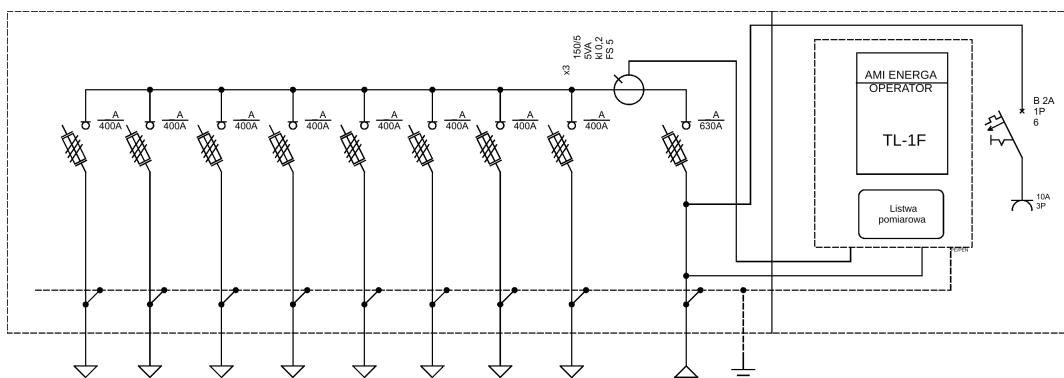 x3
150/5
5VA
kl 0,2
FS 5
A
400A
A
400A
A
400A
A
400A
A
400A
A
400A
A
400A
A
400A
A
630A
AMI ENERGA
OPERATOR
TL-1F
Listwa
pomiarowa
B 2A
1P
6
10A
3P